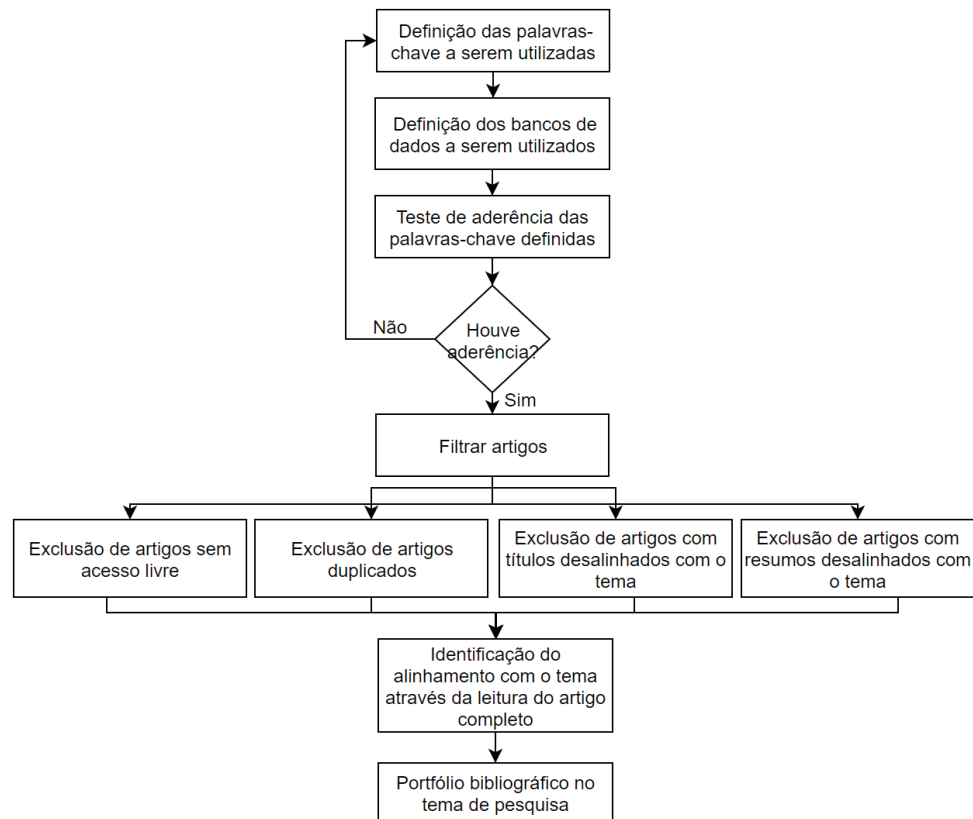 Definição das palavras-
chave a serem utilizadas
Definição dos bancos de
dados a serem utilizados
Teste de aderência das
palavras-chave definidas
Não
Houve
aderência?
Sim
Filtrar artigos
Exclusão de artigos sem
acesso livre
Exclusão de artigos
duplicados
Exclusão de artigos com
títulos desalinhados com o
tema
Exclusão de artigos com
resumos desalinhados com
o tema
Identificação do
alinhamento com o tema
através da leitura do artigo
completo
Portfólio bibliográfico no
tema de pesquisa